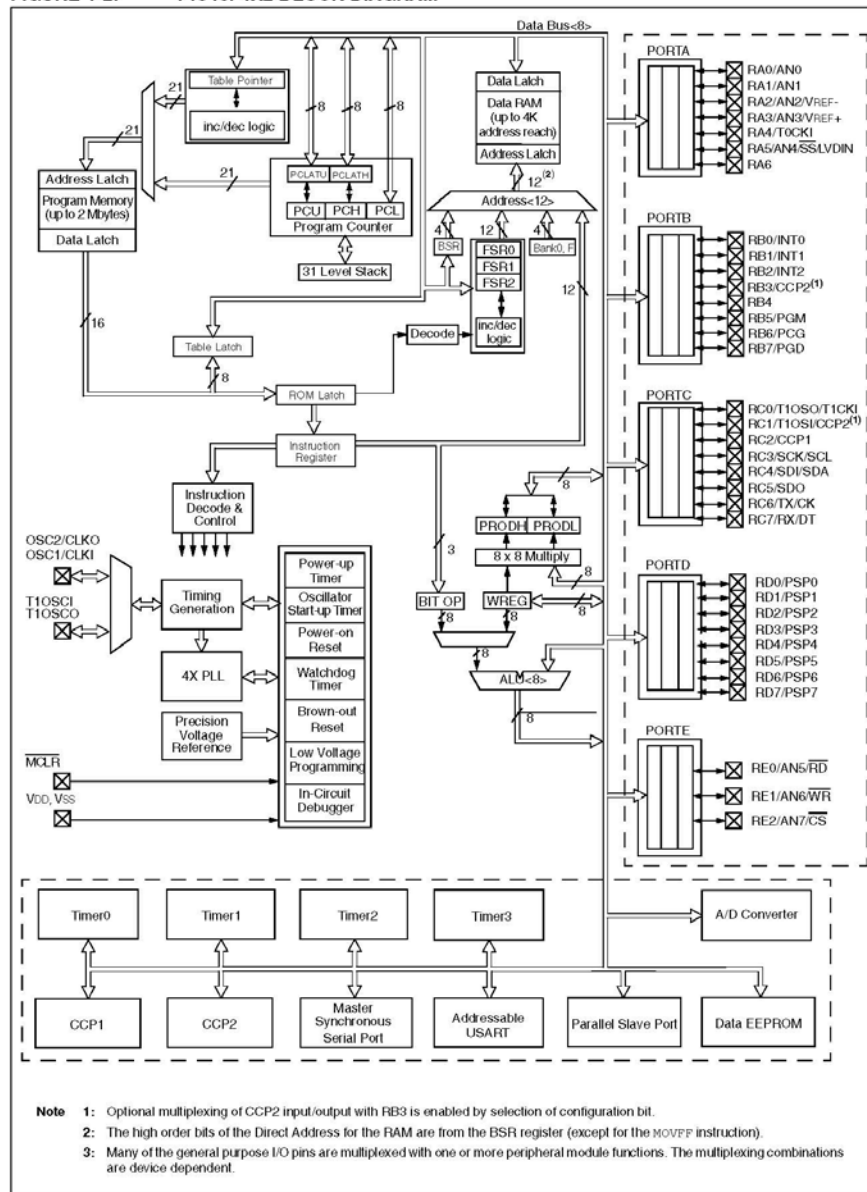 Data Bus<8>
21
Table Pointer
21
inc/dec logic
21
8
8
8
Data Latch
Data RAM
(up to 4K
address reach)
Address Latch
12(2)
Address<12>
Address Latch
Program Memory
(up to 2 Mbytes)
Data Latch
PCLATU
PCLATH
PCU
PCH
PCL
Program Counter
31 Level Stack
4
12
4
BSR
FSR0
FSR1
FSR2
Bank0, F
inc/dec
logic
12
16
Decode
Table Latch
8
ROM Latch
Instruction
Register
Instruction
Decode &
Control
8
PRODH
PRODL
8 x 8 Multiply
3
8
BIT OP
WREG
8
8
8
8
ALU<8>
8
OSC2/CLKO
OSC1/CLKI
T1OSCI
T1OSCO
Timing
Generation
4X PLL
Precision
Voltage
Reference
MCLR
VDD, VSS
Power-up
Timer
Oscillator
Start-up Timer
Power-on
Reset
Watchdog
Timer
Brown-out
Reset
Low Voltage
Programming
In-Circuit
Debugger
PORTA
RA0/AN0
RA1/AN1
RA2/AN2/VREF-
RA3/AN3/VREF+
RA4/T0CKI
RA5/AN4/SS/LVDIN
RA6
PORTB
RB0/INT0
RB1/INT1
RB2/INT2
RB3/CCP2(1)
RB4
RB5/PGM
RB6/PCG
RB7/PGD
PORTC
RC0/T1OSO/T1CKI
RC1/T1OSI/CCP2(1)
RC2/CCP1
RC3/SCK/SCL
RC4/SDI/SDA
RC5/SDO
RC6/TX/CK
RC7/RX/DT
PORTD
RD0/PSP0
RD1/PSP1
RD2/PSP2
RD3/PSP3
RD4/PSP4
RD5/PSP5
RD6/PSP6
RD7/PSP7
PORTE
RE0/AN5/RD
RE1/AN6/WR
RE2/AN7/CS
Timer0
Timer1
Timer2
Timer3
A/D Converter
CCP1
CCP2
Master
Synchronous
Serial Port
Addressable
USART
Parallel Slave Port
Data EEPROM
Note 1: Optional multiplexing of CCP2 input/output with RB3 is enabled by selection of configuration bit.
2: The high order bits of the Direct Address for the RAM are from the BSR register (except for the MOVFF instruction).
3: Many of the general purpose I/O pins are multiplexed with one or more peripheral module functions. The multiplexing combinations
are device dependent.